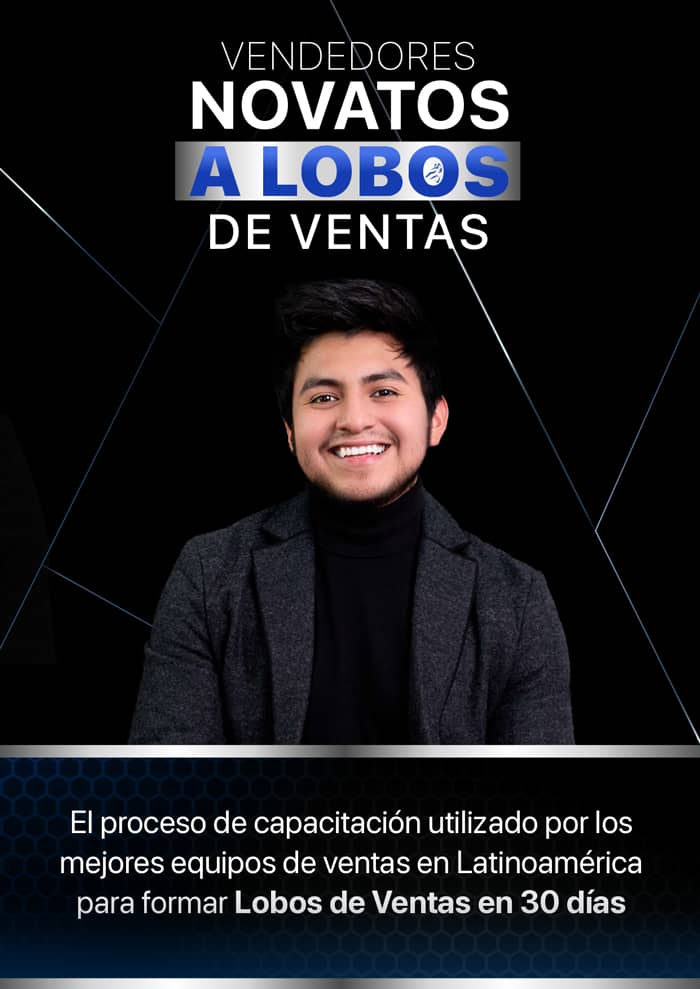 VENDEDORES
NOVATOS
A LOBOS
DE VENTAS
El proceso de capacitación utilizado por los
mejores equipos de ventas en Latinoamérica
para formar Lobos de Ventas en 30 días